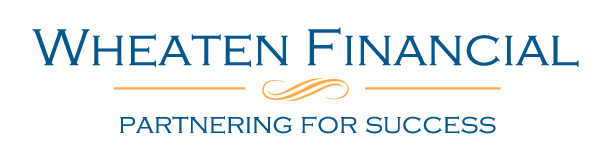 WHEATEN FINANCIAL
PARTNERING FOR SUCCESS